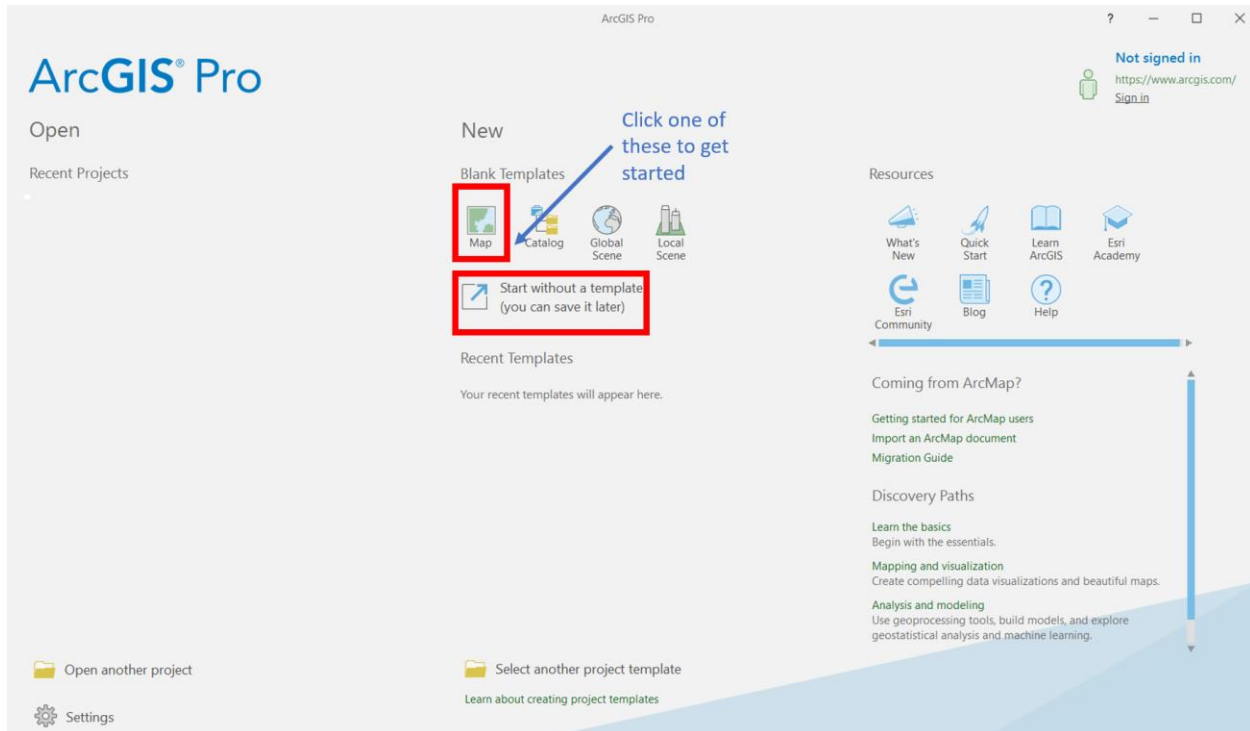 ArcGIS Pro
?
ArcGIS® Pro
Not signed in
https://www.arcgis.com/
Sign in
Open
Recent Projects
New
Click one of
these to get
started
Blank Templates
Map
Catalog
Global
Scene
Local
Scene
Start without a template
(you can save it later)
Recent Templates
Your recent templates will appear here.
Resources
What's
New
Quick
Start
Learn
ArcGIS
Esri
Academy
Esri
Community
Blog
Help
Coming from ArcMap?
Getting started for ArcMap users
Import an ArcMap document
Migration Guide
Discovery Paths
Learn the basics
Begin with the essentials.
Mapping and visualization
Create compelling data visualizations and beautiful maps.
Analysis and modeling
Use geoprocessing tools, build models, and explore
geostatistical analysis and machine learning.
Open another project
Settings
Select another project template
Learn about creating project templates